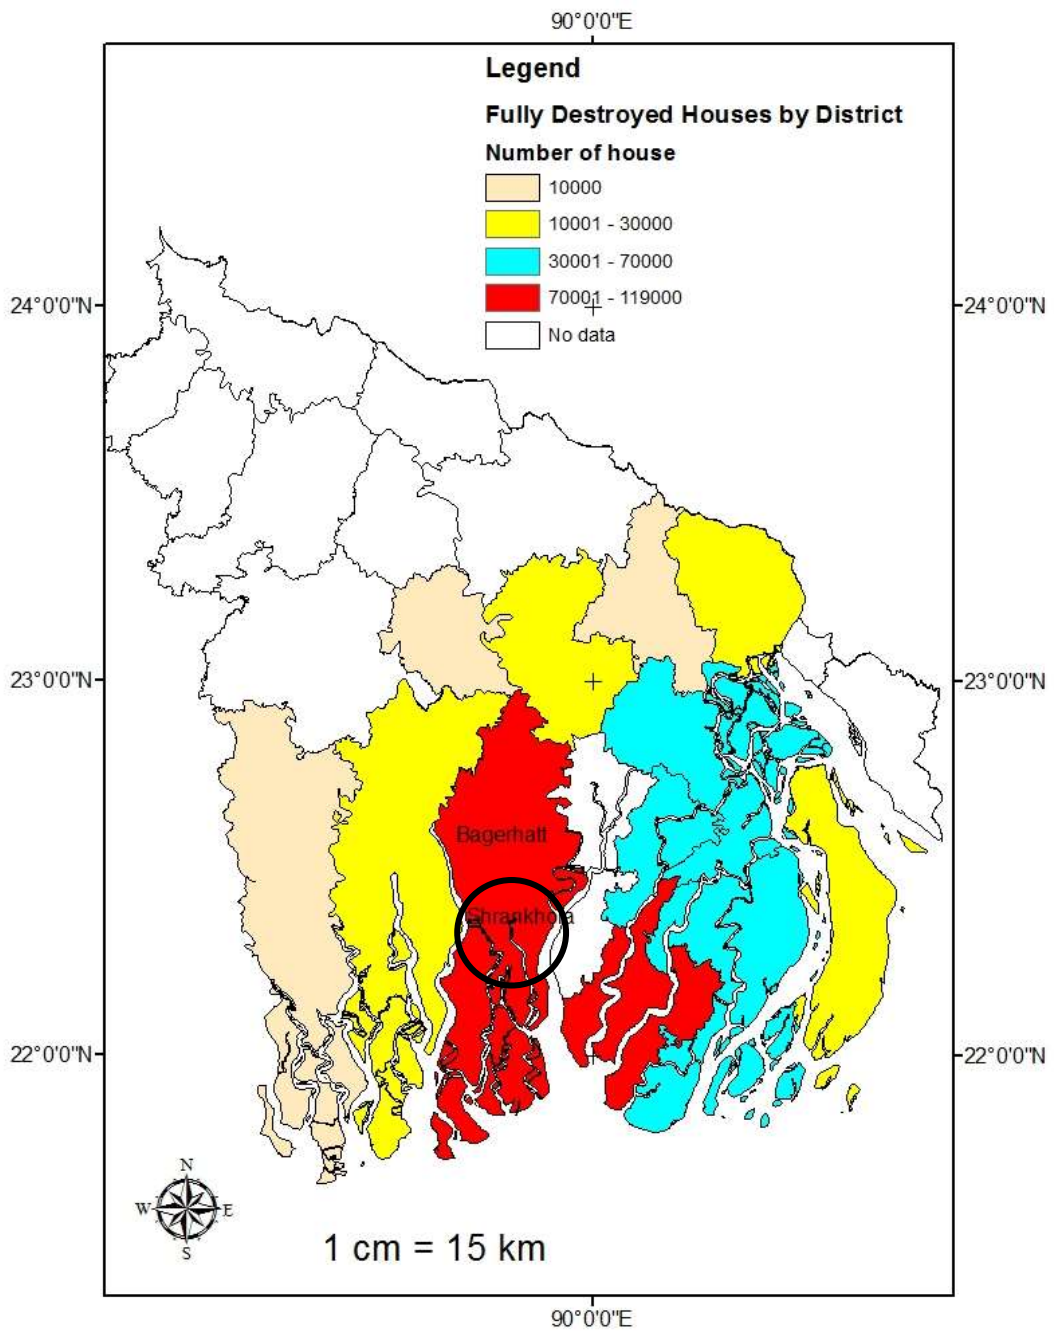 90°0'0"E
Legend
Fully Destroyed Houses by District
Number of house
10000
10001 - 30000
30001 - 70000
70001 - 119000
No data
24°0'0"N
24°0'0"N
23°0'0"N
23°0'0"N
Bagerhatt
Shrankhola
22°0'0"N
22°0'0"N
N
W
E
S
1 cm = 15 km
90°0'0"E